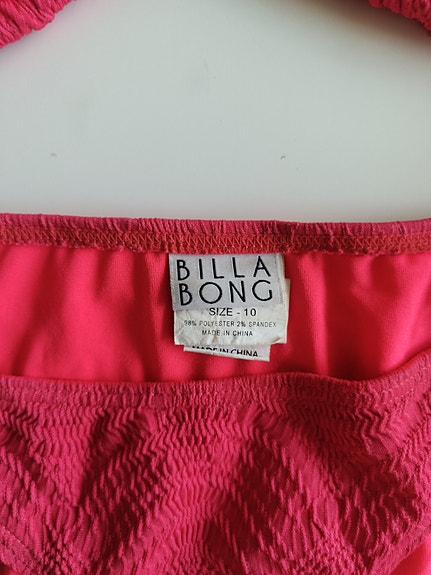 BILLA
BONG
SIZE - 10
98% POLYESTER 2% SPANDEX
MADE IN CHINA
MADE IN CHINA